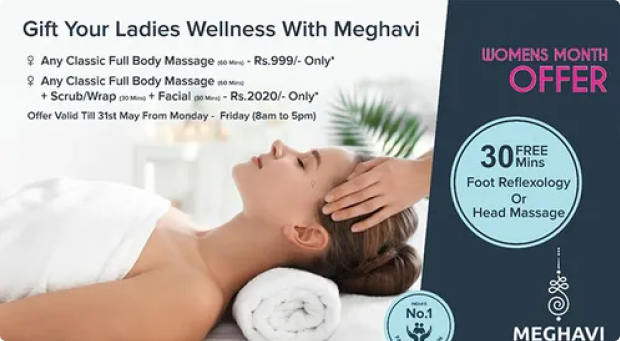 Gift Your Ladies Wellness With Meghavi
Any Classic Full Body Massage (60 Mins) - Rs.999/- Only*
Any Classic Full Body Massage (60 Mins)
+ Scrub/Wrap (30 Mins) + Facial (30 Mins) - Rs.2020/- Only*
Offer Valid Till 31st May From Monday - Friday (8am to 5pm)
WOMENS MONTH
OFFER
30 FREE Mins
Foot Reflexology
Or
Head Massage
INDIA'S
No.1
MEGHAVI